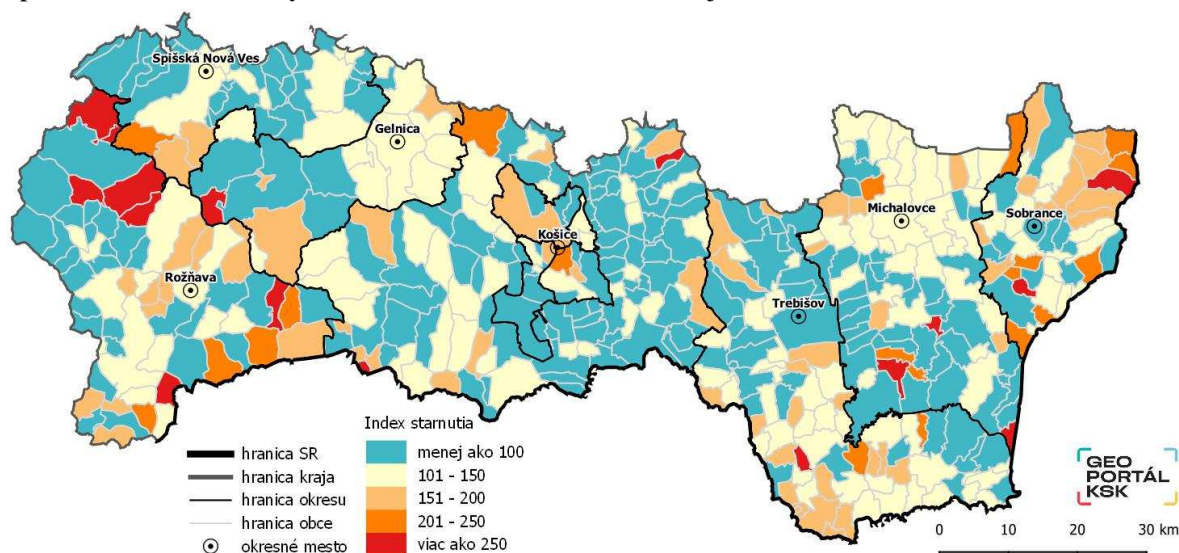 Spišská Nová Ves
Gelnica
Michalovce
Sobrance
Košice
Rožňava
Trebišov
Index starnutia
hranica SR
hranica kraja
hranica okresu
hranica obce
okresné mesto
menej ako 100
101 - 150
151 - 200
201 - 250
viac ako 250
GEO
PORTÁL
KSK
0 10 20 30 km